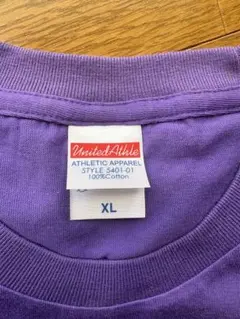 United Athle
ATHLETIC APPAREL
STYLE 5401-01
100%Cotton
XL